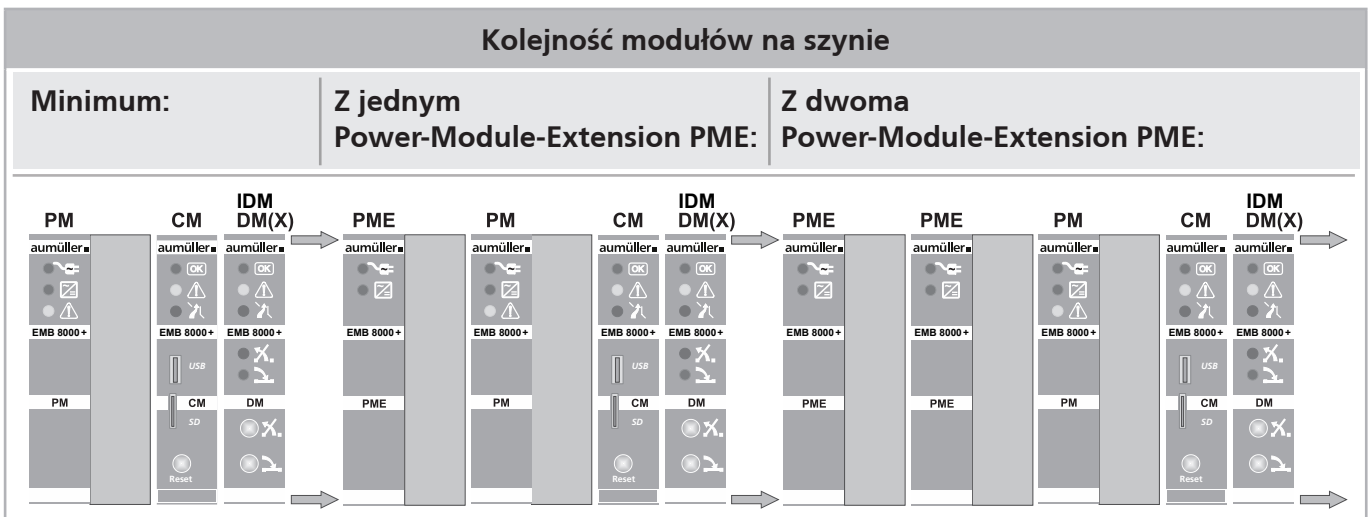 Kolejność modułów na szynie
Minimum:
Z jednym
Power-Module-Extension PME:
Z dwoma
Power-Module-Extension PME:
PM CM IDM DM(X) PME PM CM IDM DM(X) PME PME PM CM IDM DM(X)
aumüller aumüller aumüller aumüller aumüller aumüller aumüller aumüller aumüller aumüller aumüller aumüller
OK OK OK OK OK OK
EMB 8000+ EMB 8000+ EMB 8000+ EMB 8000+ EMB 8000+ EMB 8000+ EMB 8000+ EMB 8000+ EMB 8000+ EMB 8000+ EMB 8000+ EMB 8000+
USB USB USB
PM CM DM PME PM CM DM PME PME PM CM DM
SD SD SD
Reset Reset Reset